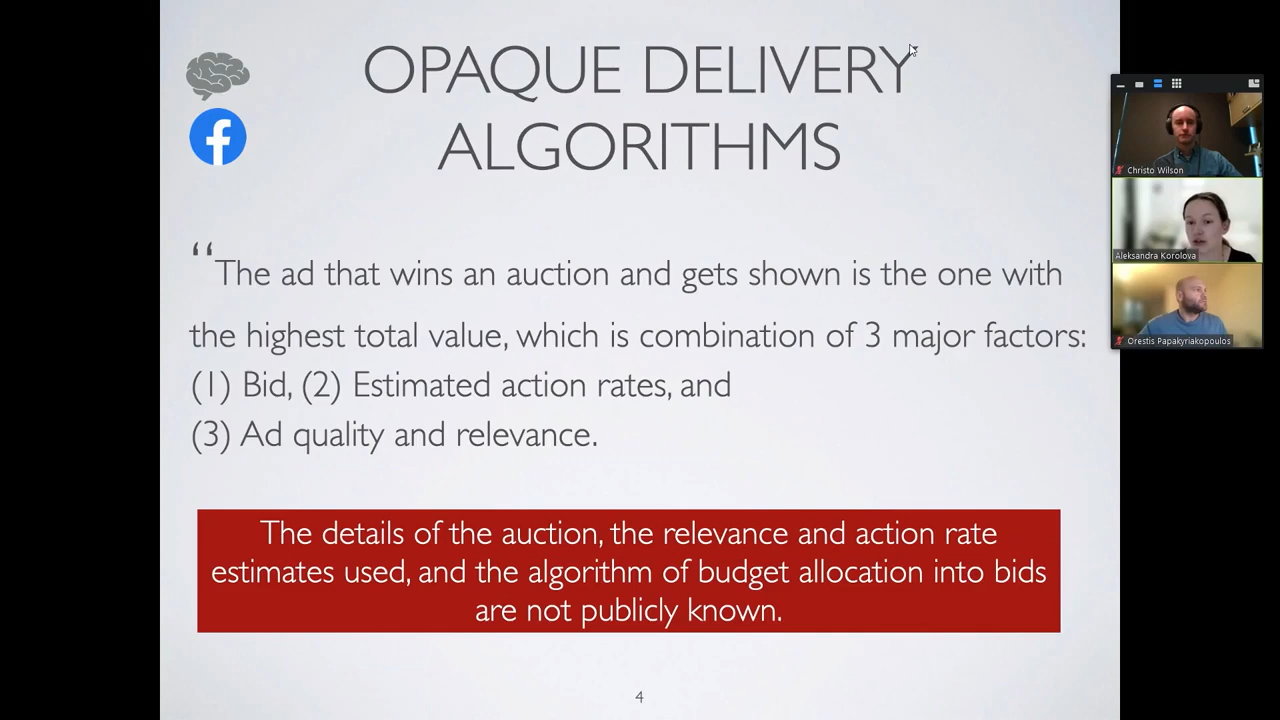 OPAQUE DELIVERY
ALGORITHMS
“The ad that wins an auction and gets shown is the one with
the highest total value, which is combination of 3 major factors:
(1) Bid, (2) Estimated action rates, and
(3) Ad quality and relevance.
The details of the auction, the relevance and action rate
estimates used, and the algorithm of budget allocation into bids
are not publicly known.
4
Christo Wilson
Aleksandra Korolova
Orestis Papakyriakopoulos